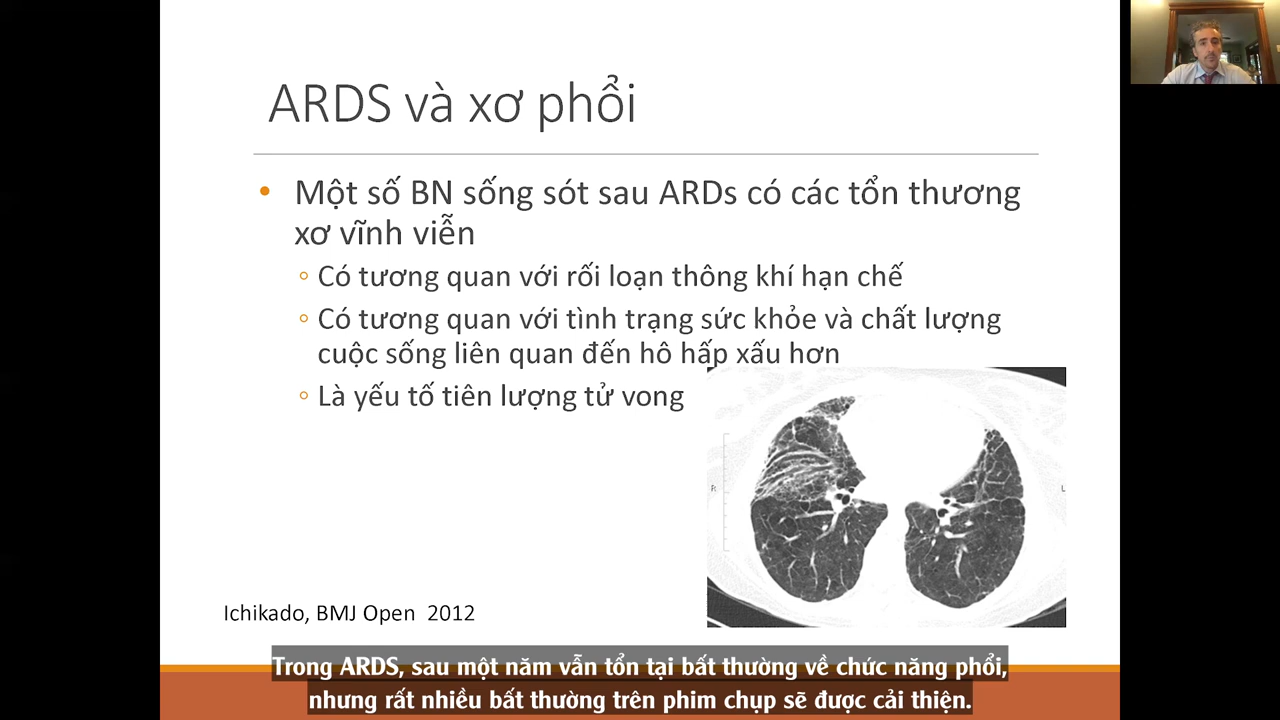 ARDS và xơ phổi
• Một số BN sống sót sau ARDs có các tổn thương
xơ vĩnh viễn
◦ Có tương quan với rối loạn thông khí hạn chế
◦ Có tương quan với tình trạng sức khỏe và chất lượng
cuộc sống liên quan đến hô hấp xấu hơn
◦ Là yếu tố tiên lượng tử vong
L
Ichikado, BMJ Open 2012
Trong ARDS, sau một năm vẫn tồn tại bất thường về chức năng phổi,
nhưng rất nhiều bất thường trên phim chụp sẽ được cải thiện.